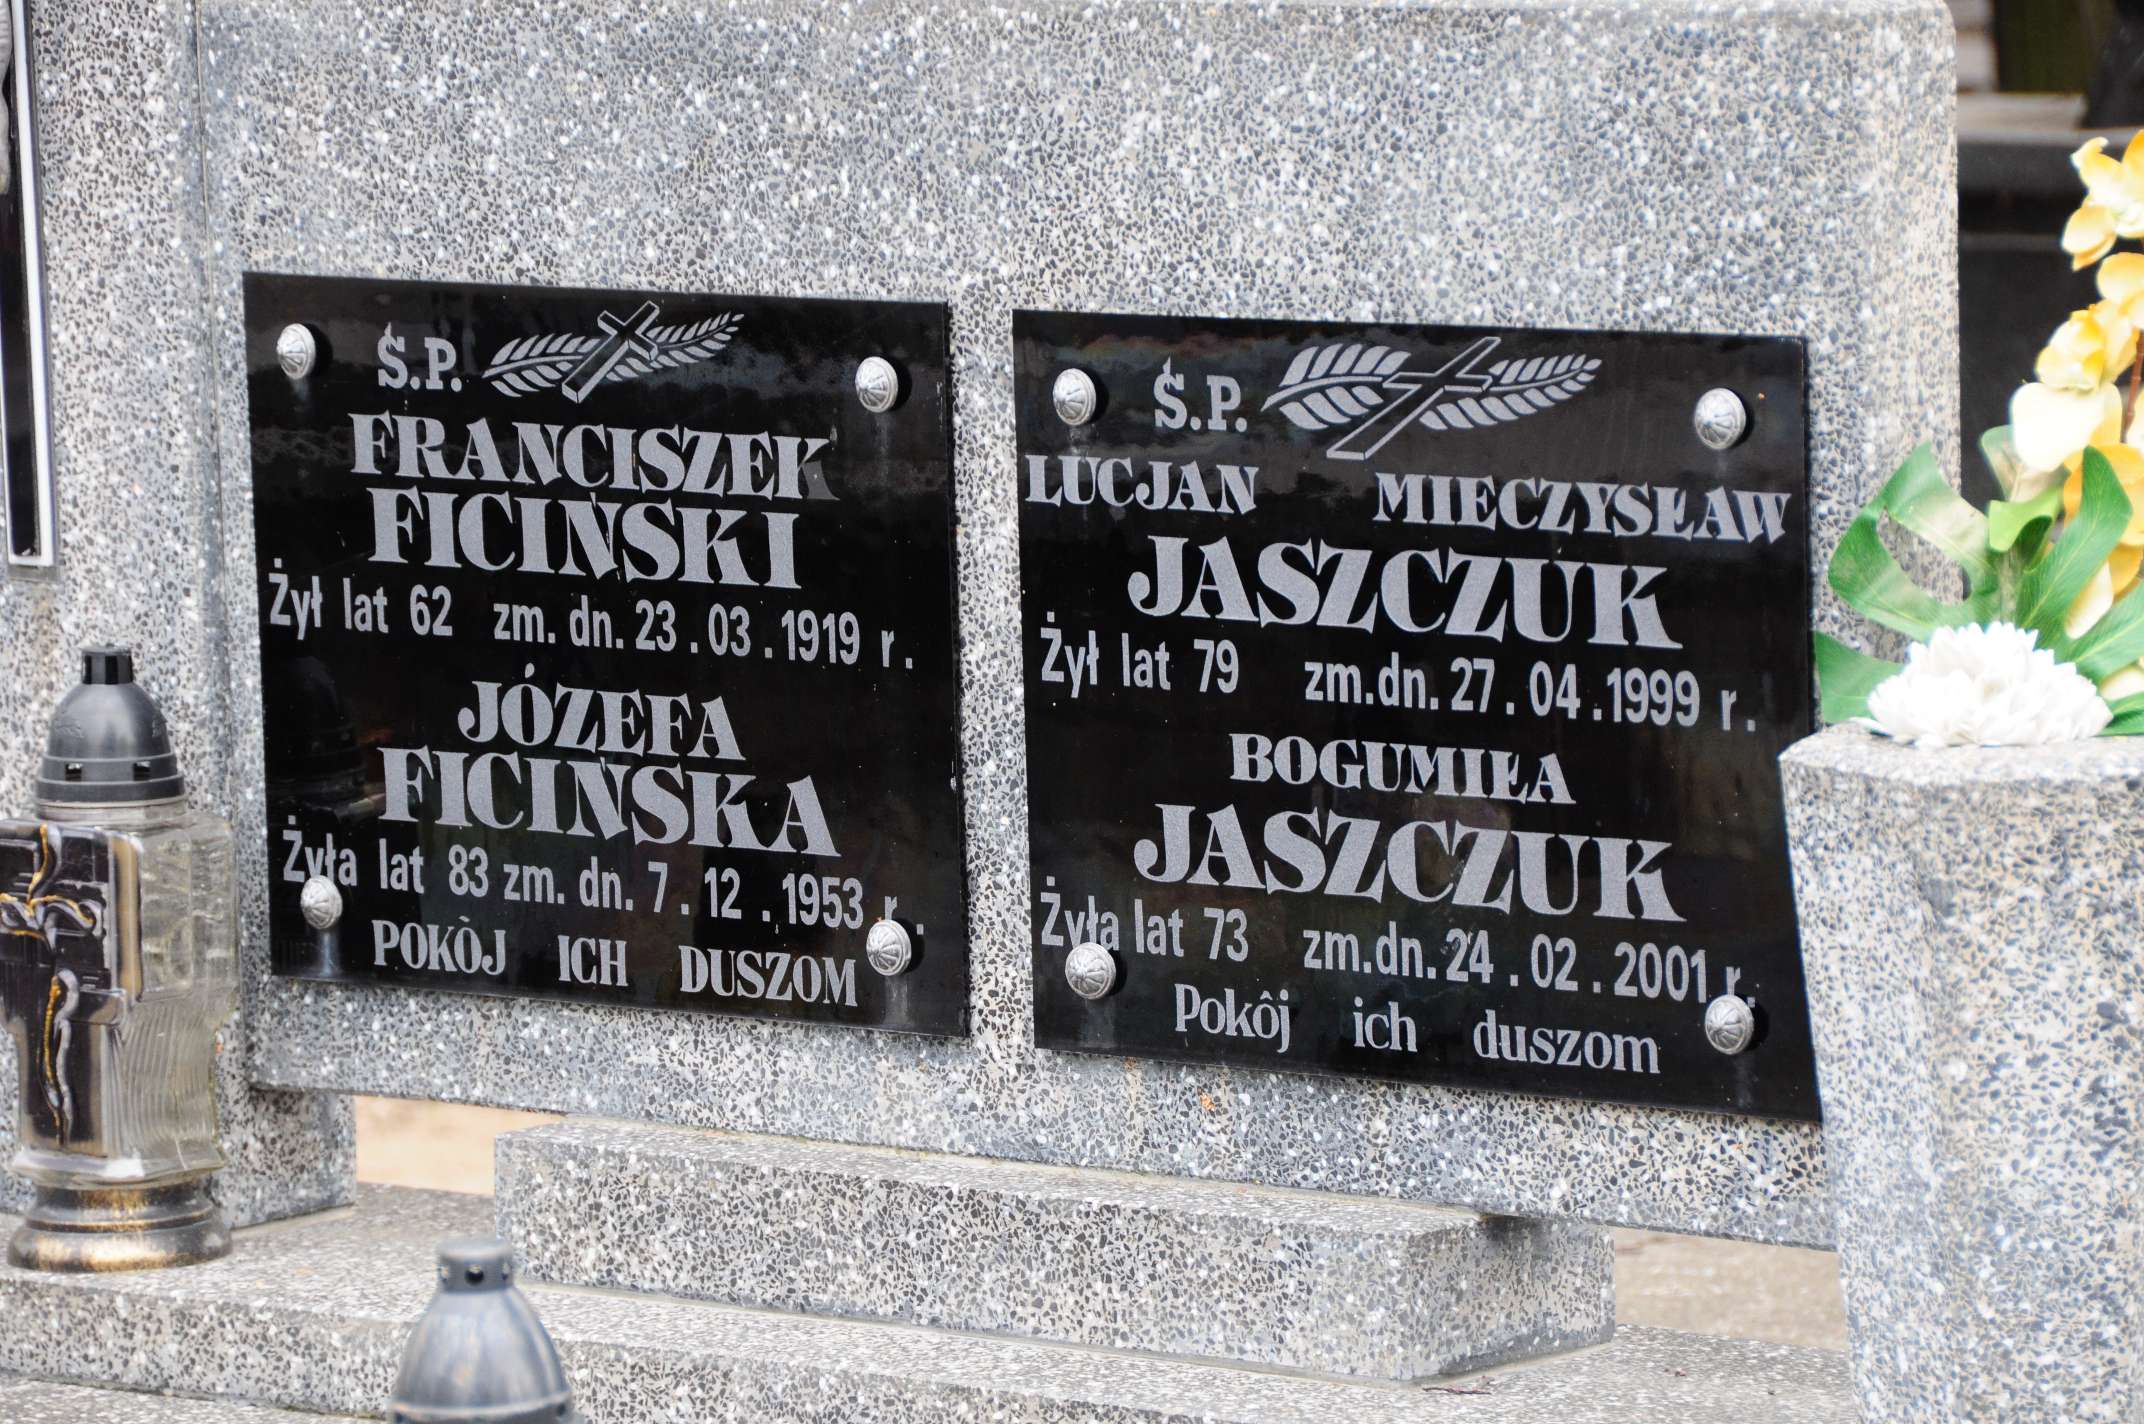 Ś.P.
FRANCISZEK
FICIŃSKI
Żył lat 62 zm. dn. 23.03.1919 r.
JÓZEFA
FICIŃSKA
Żyła lat 83 zm. dn. 7.12.1953 r.
POKÒJ ICH DUSZOM
Ś.P.
LUCJAN MIECZYSŁAW
JASZCZUK
Żył lat 79 zm. dn. 27.04.1999 r.
BOGUMIŁA
JASZCZUK
Żyła lat 73 zm. dn. 24.02.2001 r.
Pokôj ich duszom